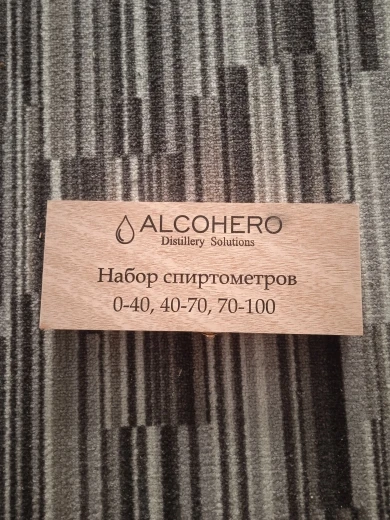 ALCOHERO
Distillery Solutions
Набор спиртометров
0-40, 40-70, 70-100